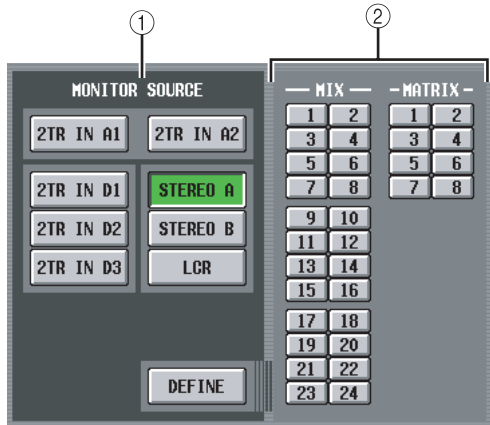 ① ②
MONITOR SOURCE
2TR IN A1 2TR IN A2
2TR IN D1 STEREO A
2TR IN D2 STEREO B
2TR IN D3 LCR
DEFINE
MIX MATRIX
1 2 1 2
3 4 3 4
5 6 5 6
7 8 7 8
9 10
11 12
13 14
15 16
17 18
19 20
21 22
23 24